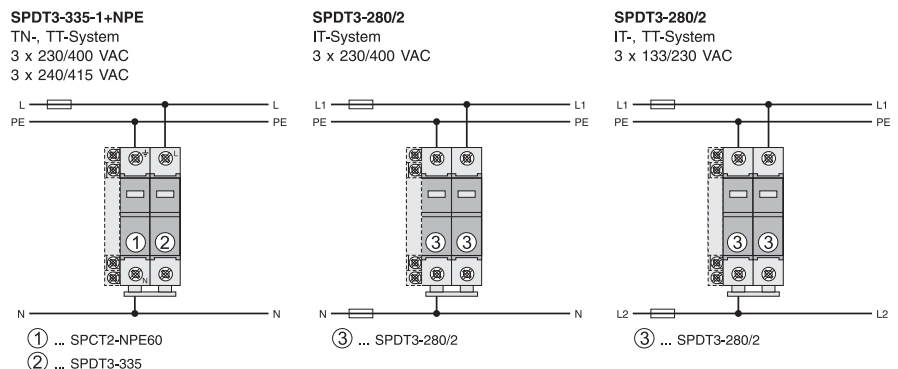 SPDT3-335-1+NPE
TN-, TT-System
3 x 230/400 VAC
3 x 240/415 VAC
L
L
PE
PE
L
1
2
N
N
N
1 ... SPCT2-NPE60
2 ... SPDT3-335
SPDT3-280/2
IT-System
3 x 230/400 VAC
L1
L1
PE
PE
3
3
N
N
3 ... SPDT3-280/2
SPDT3-280/2
IT-, TT-System
3 x 133/230 VAC
L1
L1
PE
PE
3
3
L2
L2
3 ... SPDT3-280/2